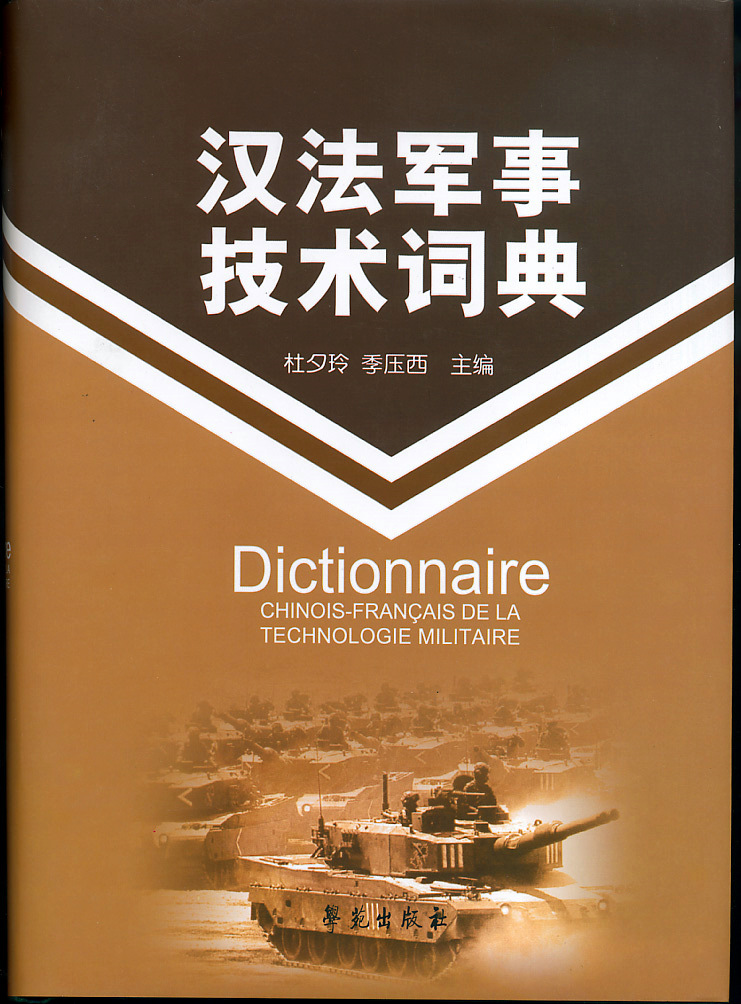 汉法军事
技术词典
杜夕玲 季压西 主编
Dictionnaire
CHINOIS-FRANÇAIS DE LA
TECHNOLOGIE MILITAIRE
學苑出版社